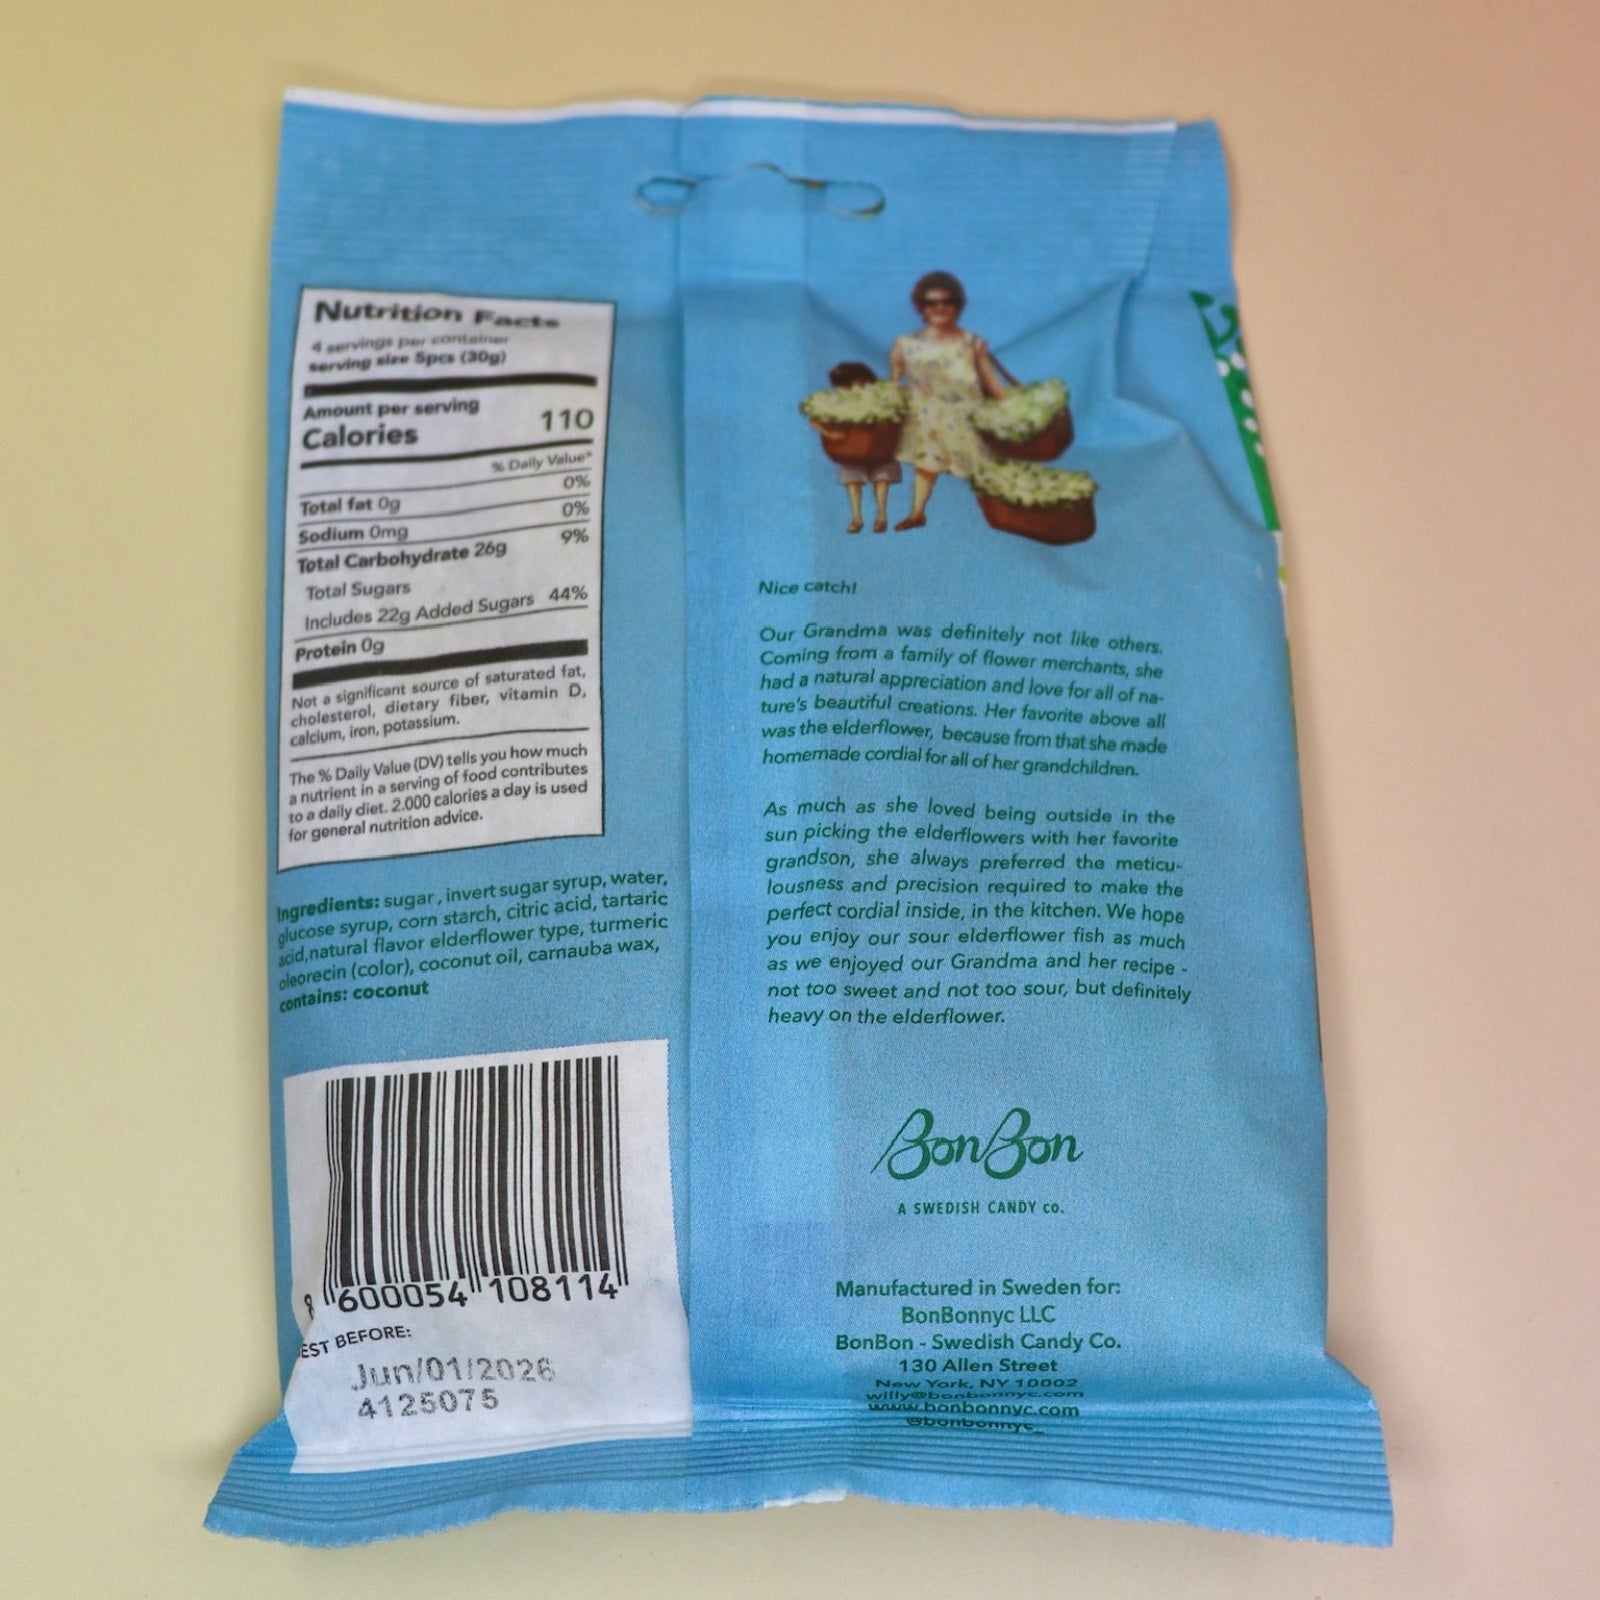 Nutrition Facts
4 servings per container
serving size 5pcs (30g)
Amount per serving
Calories 110
% Daily Value*
0%
Total fat 0g
0%
Sodium 0mg
9%
Total Carbohydrate 26g
Total Sugars
Includes 22g Added Sugars 44%
Protein 0g
Not a significant source of saturated fat,
cholesterol, dietary fiber, vitamin D,
calcium, iron, potassium.
The % Daily Value (DV) tells you how much
a nutrient in a serving of food contributes
to a daily diet. 2.000 calories a day is used
for general nutrition advice.
Ingredients: sugar , invert sugar syrup, water,
glucose syrup, corn starch, citric acid, tartaric
acid,natural flavor elderflower type, turmeric
oleorecin (color), coconut oil, carnauba wax,
contains: coconut
8 600054 108114
EST BEFORE:
Jun/01/2026
4125075
Nice catch!
Our Grandma was definitely not like others.
Coming from a family of flower merchants, she
had a natural appreciation and love for all of na-
ture's beautiful creations. Her favorite above all
was the elderflower, because from that she made
homemade cordial for all of her grandchildren.
As much as she loved being outside in the
sun picking the elderflowers with her favorite
grandson, she always preferred the meticu-
lousness and precision required to make the
perfect cordial inside, in the kitchen. We hope
you enjoy our sour elderflower fish as much
as we enjoyed our Grandma and her recipe -
not too sweet and not too sour, but definitely
heavy on the elderflower.
BonBon
A SWEDISH CANDY co.
Manufactured in Sweden for:
BonBonnyc LLC
BonBon - Swedish Candy Co.
130 Allen Street
New York, NY 10002
willy@bonbonnyc.com
www.bonbonnyc.com
@bonbonnyc_